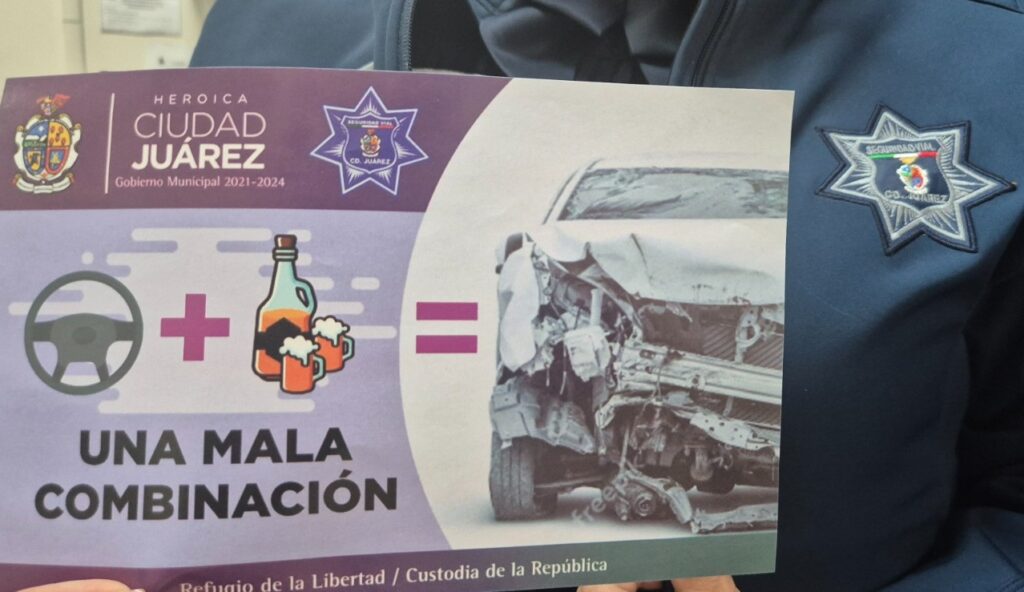 HEROICA
CIUDAD
JUÁREZ
Gobierno Municipal 2021-2024
SEGURIDAD VIAL
CD. JUÁREZ
SEGURIDAD VIAL
CD. JUÁREZ
+
=
UNA MALA
COMBINACIÓN
Refugio de la Libertad / Custodia de la República